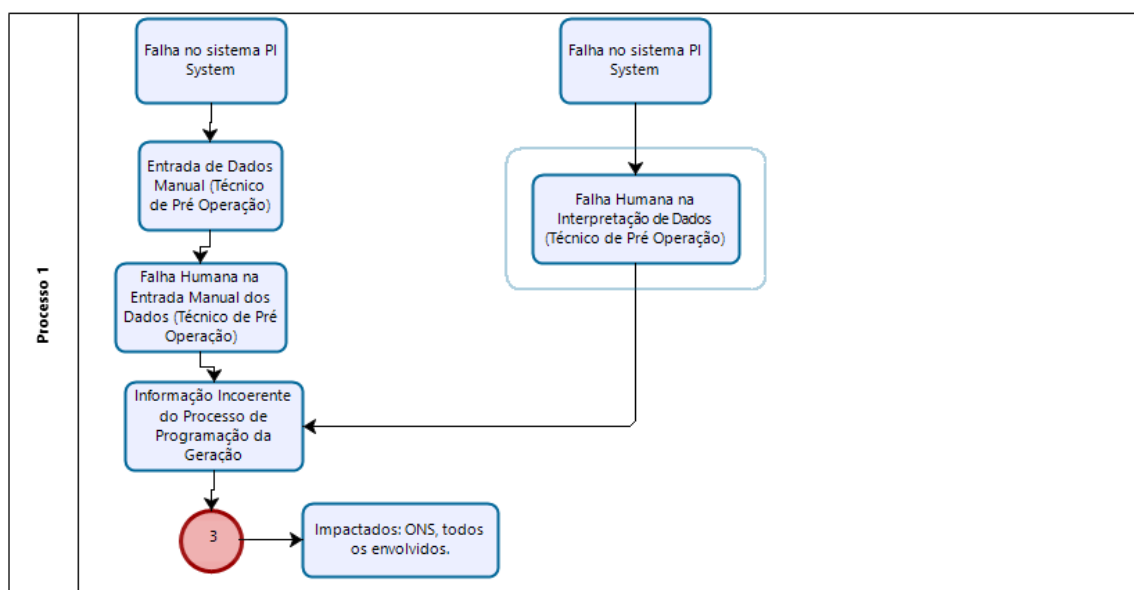 Processo 1
Falha no sistema PI
System
Entrada de Dados
Manual (Técnico
de Pré Operação)
Falha Humana na
Entrada Manual dos
Dados (Técnico de Pré
Operação)
Informação Incoerente
do Processo de
Programação da
Geração
3
Impactados: ONS, todos
os envolvidos.
Falha no sistema PI
System
Falha Humana na
Interpretação de Dados
(Técnico de Pré Operação)